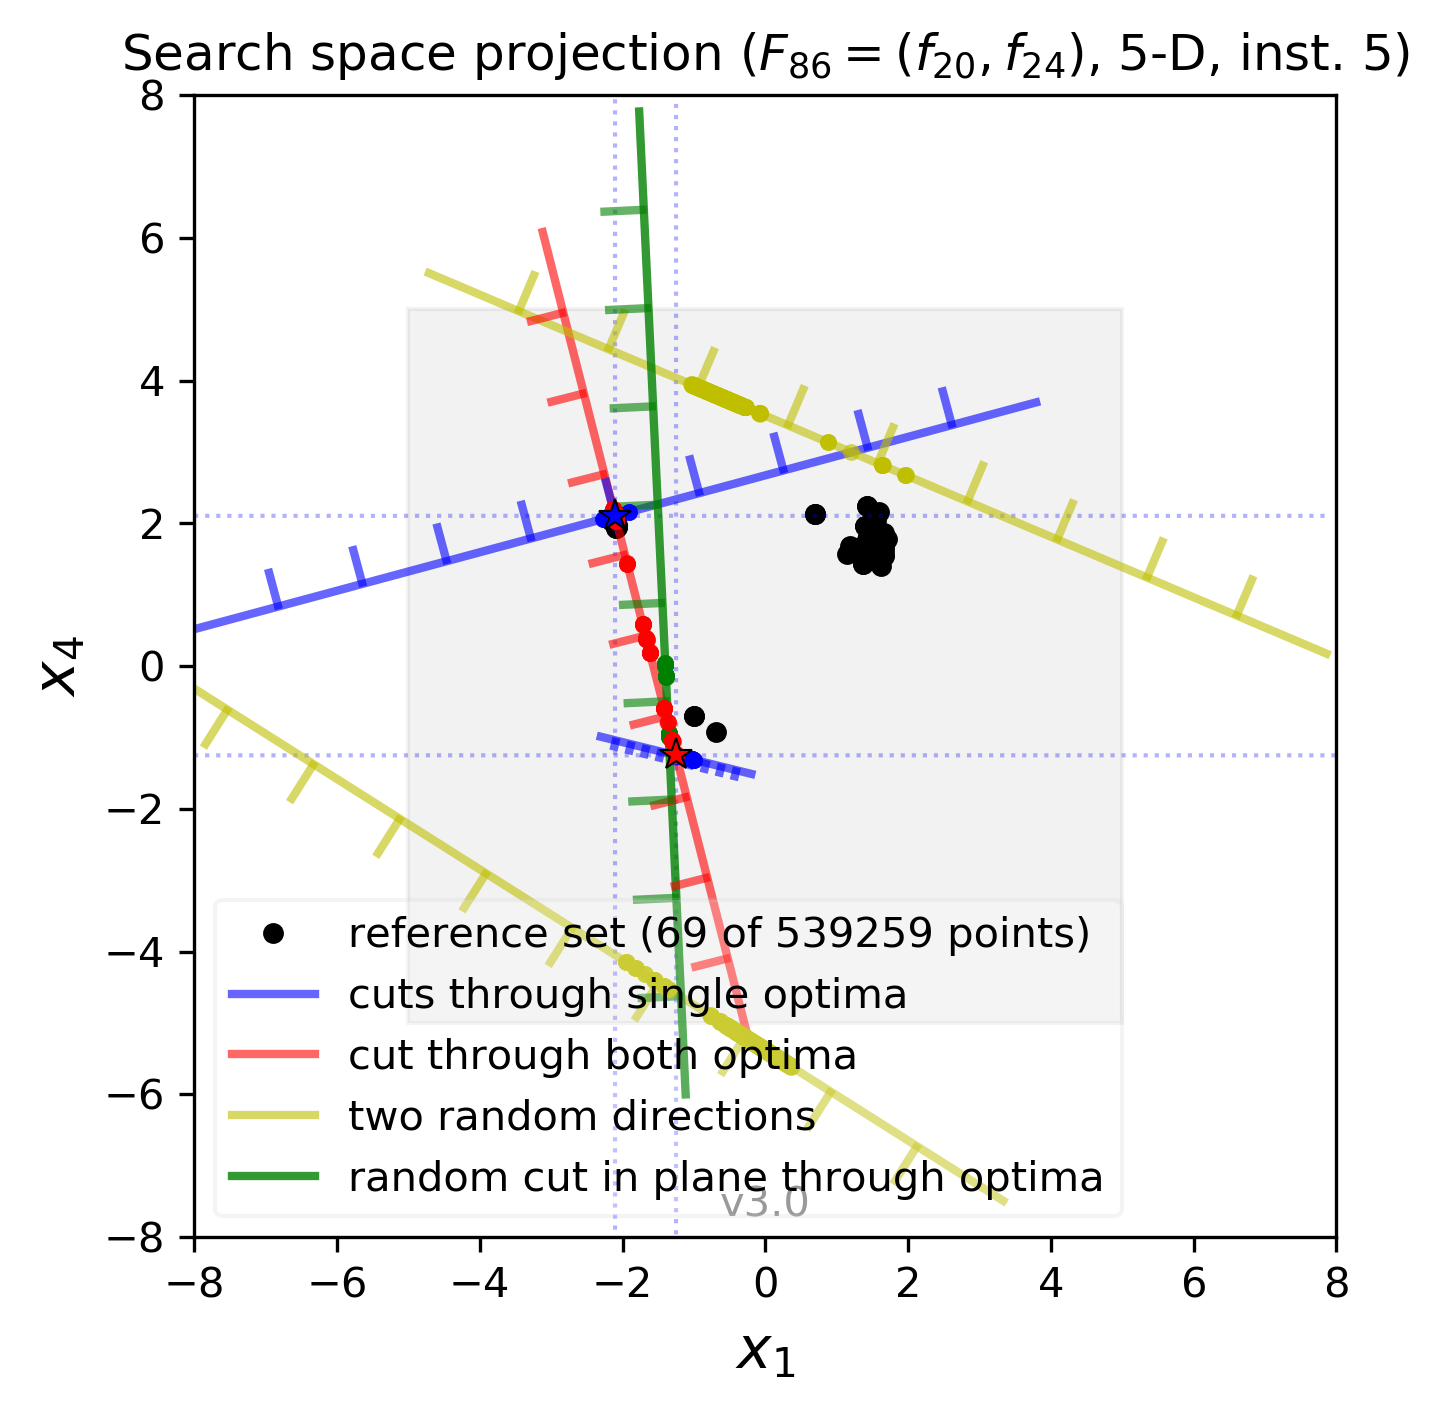 Search space projection (F₈₆ = (f₂₀, f₂₄), 5-D, inst. 5)
8
6
4
2
0
−2
−4
−6
−8
x₄
reference set (69 of 539259 points)
cuts through single optima
cut through both optima
two random directions
random cut in plane through optima
v3.0
−8 −6 −4 −2 0 2 4 6 8
x₁